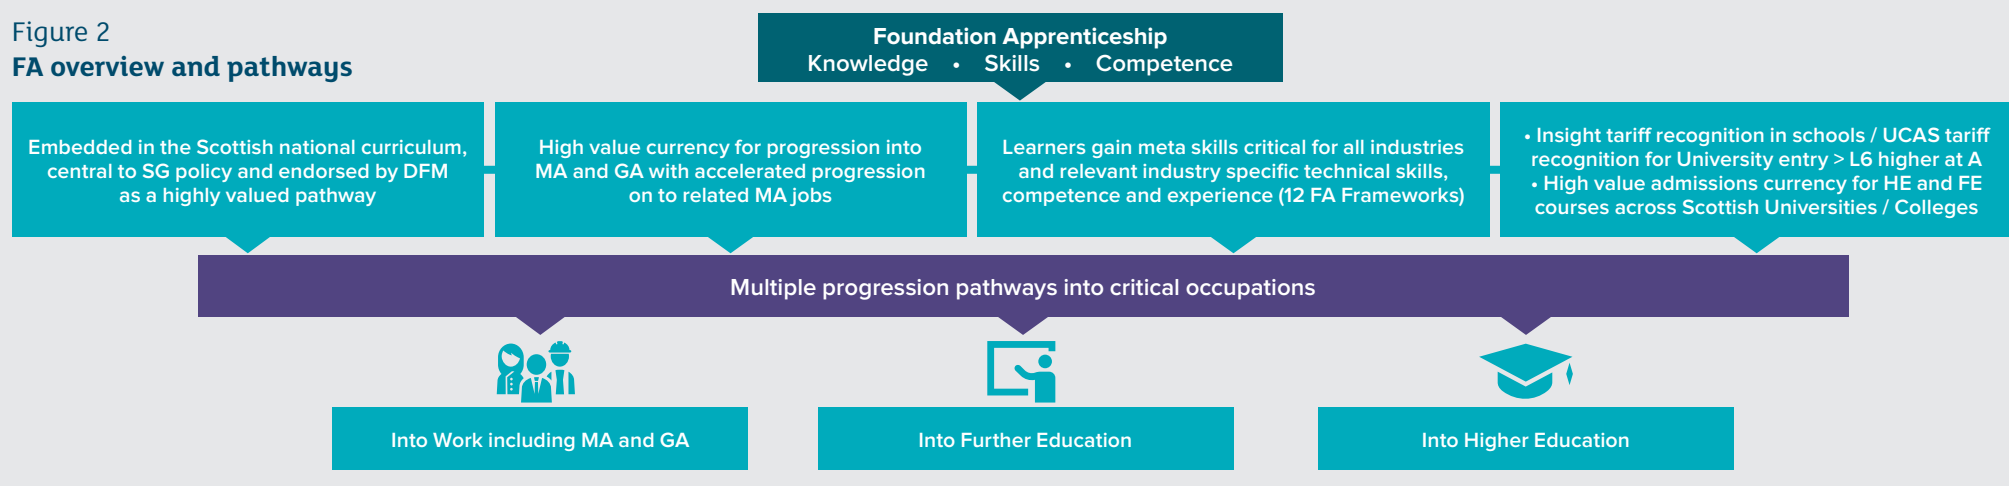 Figure 2
FA overview and pathways
Foundation Apprenticeship
Knowledge • Skills • Competence
Embedded in the Scottish national curriculum,
central to SG policy and endorsed by DFM
as a highly valued pathway
High value currency for progression into
MA and GA with accelerated progression
on to related MA jobs
Learners gain meta skills critical for all industries
and relevant industry specific technical skills,
competence and experience (12 FA Frameworks)
• Insight tariff recognition in schools / UCAS tariff
recognition for University entry > L6 higher at A
• High value admissions currency for HE and FE
courses across Scottish Universities / Colleges
Multiple progression pathways into critical occupations
Into Work including MA and GA
Into Further Education
Into Higher Education